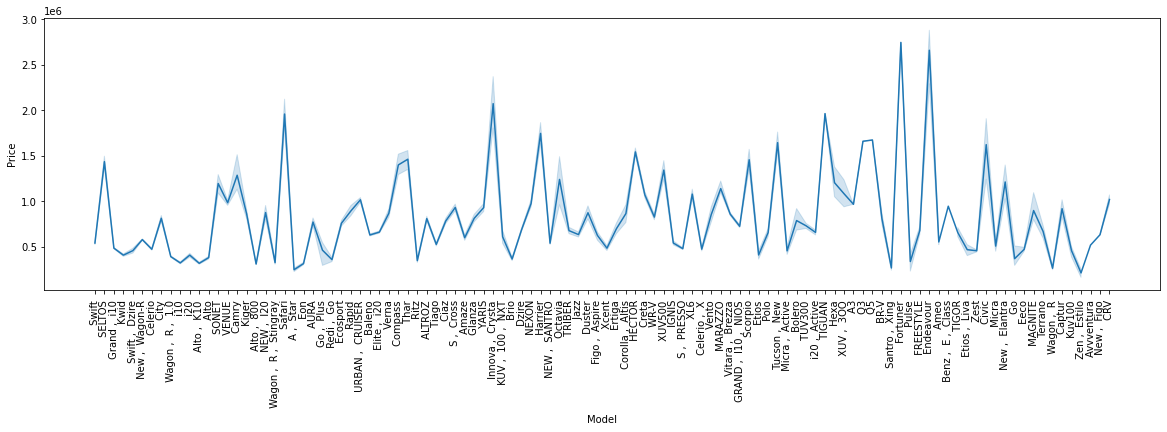 1e6
3.0
2.5
2.0
1.5
1.0
0.5
Price
Swift
SELTOS
Grand , i10
Kwid
Swift , Dzire
New , Wagon-R
Celerio
City
Wagon , R , 1.0
i10
i20
Alto , K10
Alto
SONET
VENUE
Camry
Kiger
Alto , 800
NEW , I20
Wagon , R , Stingray
Safari
A , Star
Eon
AURA
Go , Plus
Redi , Go
Ecosport
Rapid
URBAN , CRUISER
Baleno
Elite , i20
Verna
Compass
Thar
Ritz
ALTROZ
Tiago
Ciaz
S , Cross
Amaze
Glanza
YARIS
Innova , Crysta
KUV , 100 , NXT
Brio
Dzire
NEXON
Harrier
NEW , SANTRO
Octavia
TRIBER
Jazz
Duster
Figo , Aspire
Xcent
Ertiga
Corolla , Altis
HECTOR
Creta
WR-V
XUV500
IGNIS
S , PRESSO
XL6
Celerio , X
Vento
MARAZZO
Vitara , Brezza
GRAND , I10 , NIOS
Scorpio
Etios
Polo
Tucson , New
Micra , Active
Bolero
TUV300
i20 , Active
TIGUAN
Hexa
XUV , 3OO
A3
Q3
Q5
BR-V
Santro , Xing
Fortuner
Pulse
FREESTYLE
Endeavour
Ameo
Benz , E , Class
TIGOR
Etios , Liva
Zest
Civic
Micra
New , Elantra
Go
Eeco
MAGNITE
Terrano
Wagon , R
Captur
Kuv100
Zen , Estilo
Avventura
New , Figo
CRV
Model